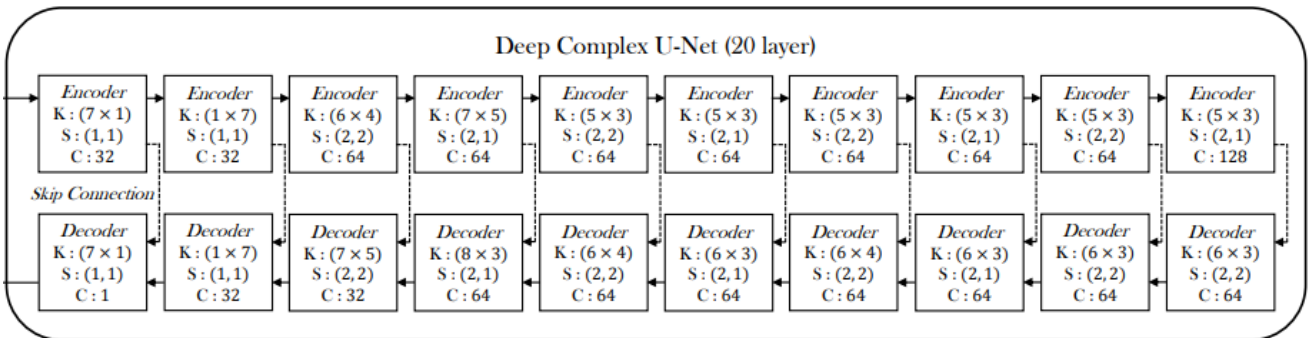 Deep Complex U-Net (20 layer)
Encoder
K : (7 × 1)
S : (1, 1)
C : 32
Encoder
K : (1 × 7)
S : (1, 1)
C : 32
Encoder
K : (6 × 4)
S : (2, 2)
C : 64
Encoder
K : (7 × 5)
S : (2, 1)
C : 64
Encoder
K : (5 × 3)
S : (2, 2)
C : 64
Encoder
K : (5 × 3)
S : (2, 1)
C : 64
Encoder
K : (5 × 3)
S : (2, 2)
C : 64
Encoder
K : (5 × 3)
S : (2, 1)
C : 64
Encoder
K : (5 × 3)
S : (2, 2)
C : 64
Encoder
K : (5 × 3)
S : (2, 1)
C : 128
Skip Connection
Decoder
K : (7 × 1)
S : (1, 1)
C : 1
Decoder
K : (1 × 7)
S : (1, 1)
C : 32
Decoder
K : (7 × 5)
S : (2, 2)
C : 32
Decoder
K : (8 × 3)
S : (2, 1)
C : 64
Decoder
K : (6 × 4)
S : (2, 2)
C : 64
Decoder
K : (6 × 3)
S : (2, 1)
C : 64
Decoder
K : (6 × 4)
S : (2, 2)
C : 64
Decoder
K : (6 × 3)
S : (2, 1)
C : 64
Decoder
K : (6 × 3)
S : (2, 2)
C : 64
Decoder
K : (6 × 3)
S : (2, 2)
C : 64